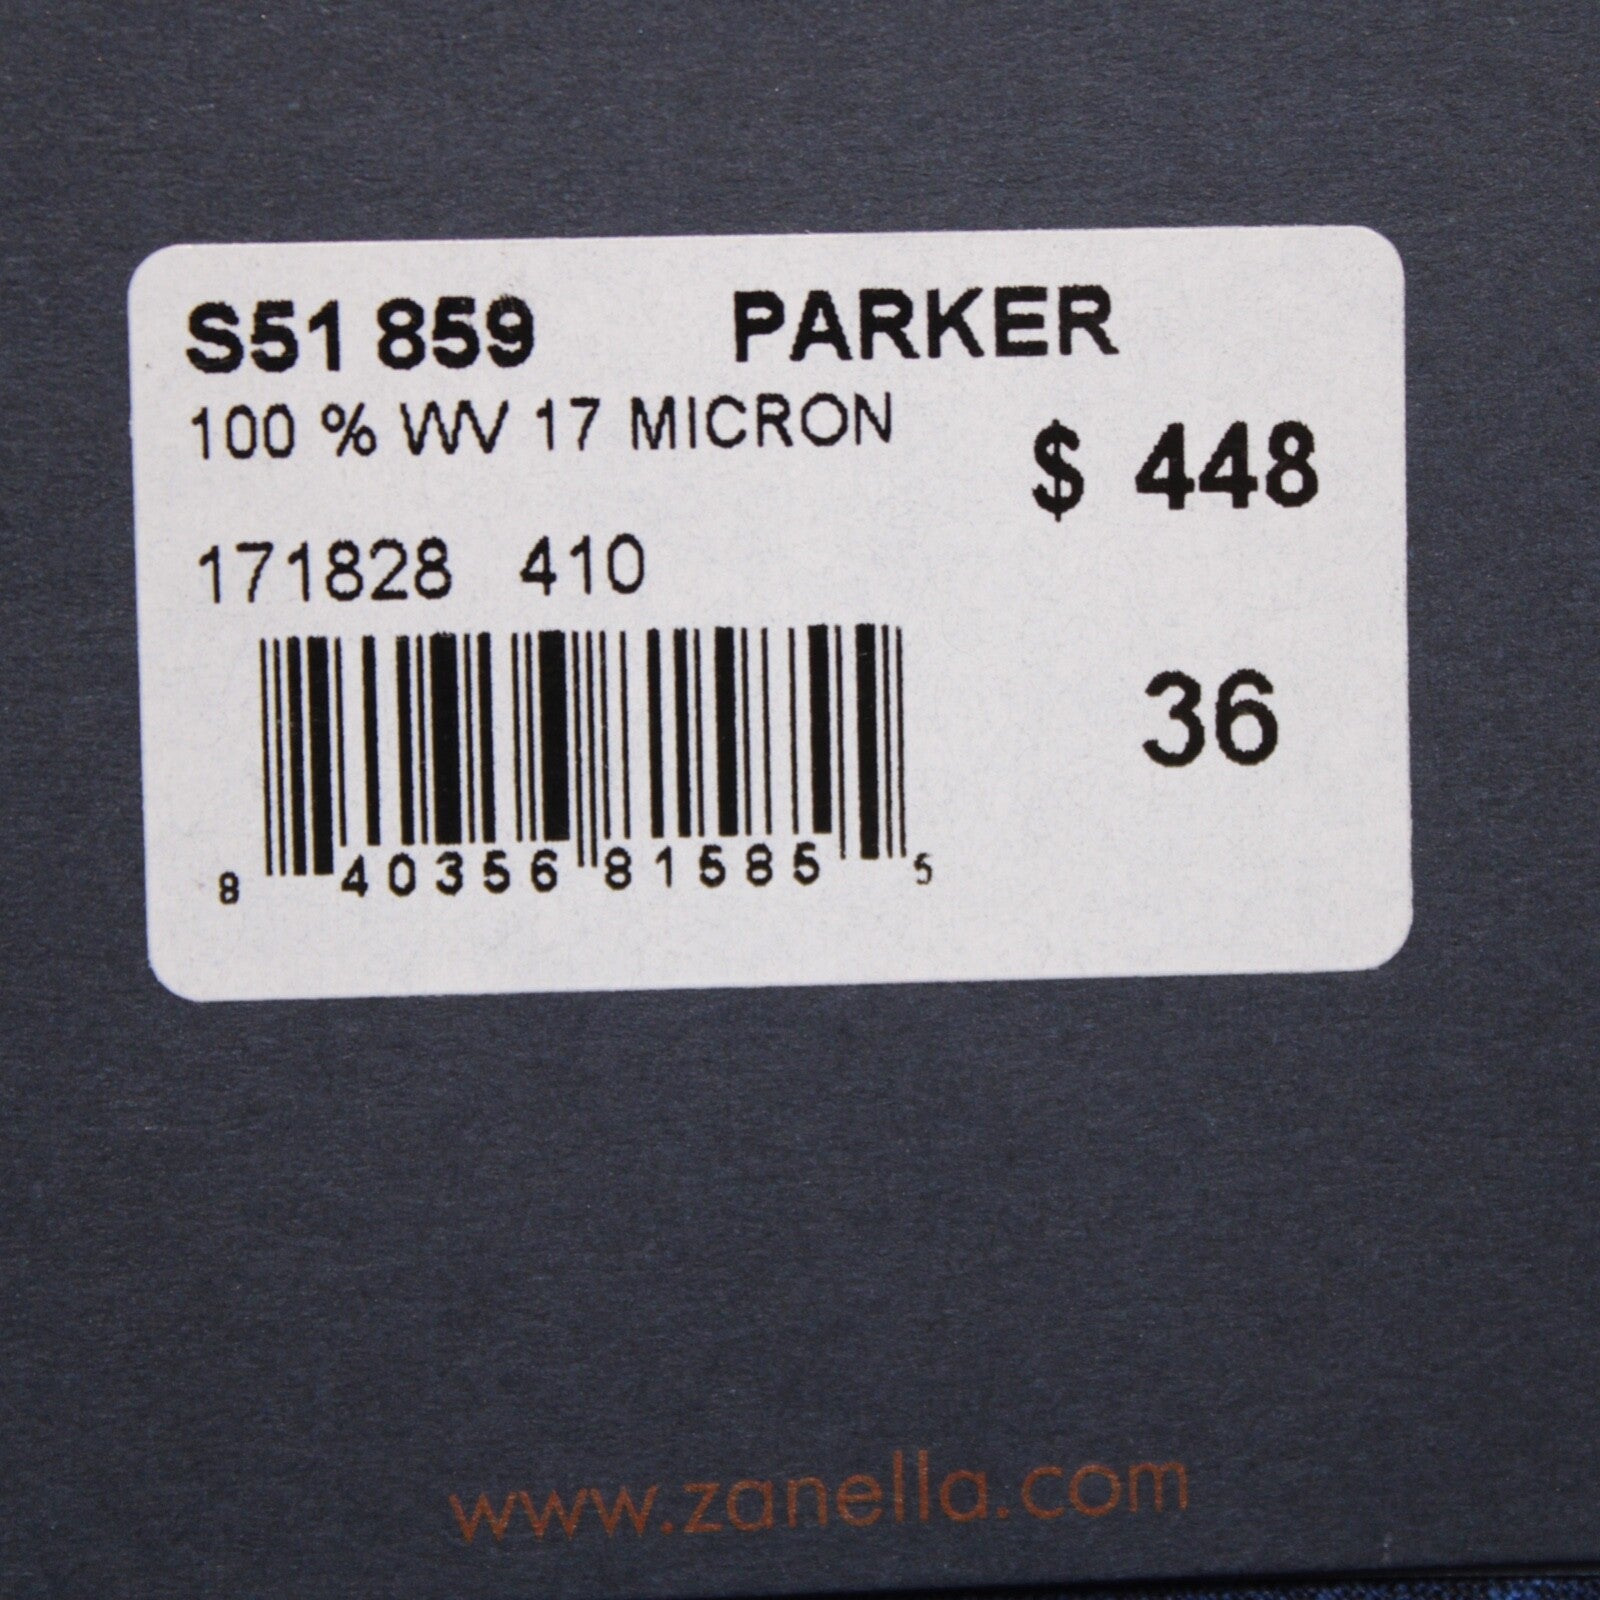 S51 859 PARKER
100 % WV 17 MICRON
$ 448
171828 410
36
8 40356 81585 5
www.zanella.com